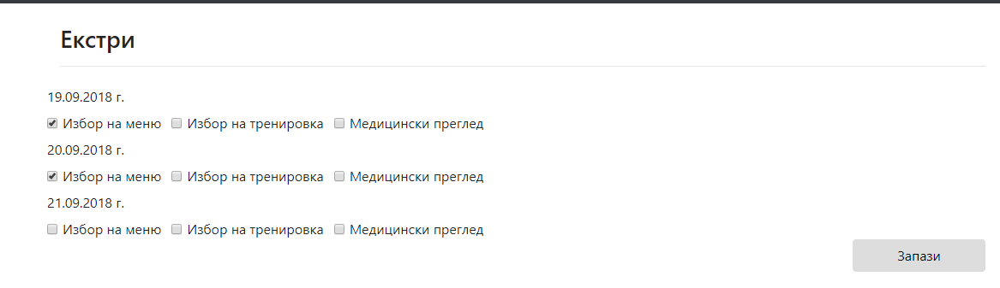 Екстри
19.09.2018 г.
Избор на меню Избор на тренировка Медицински преглед
20.09.2018 г.
Избор на меню Избор на тренировка Медицински преглед
21.09.2018 г.
Избор на меню Избор на тренировка Медицински преглед
Запази